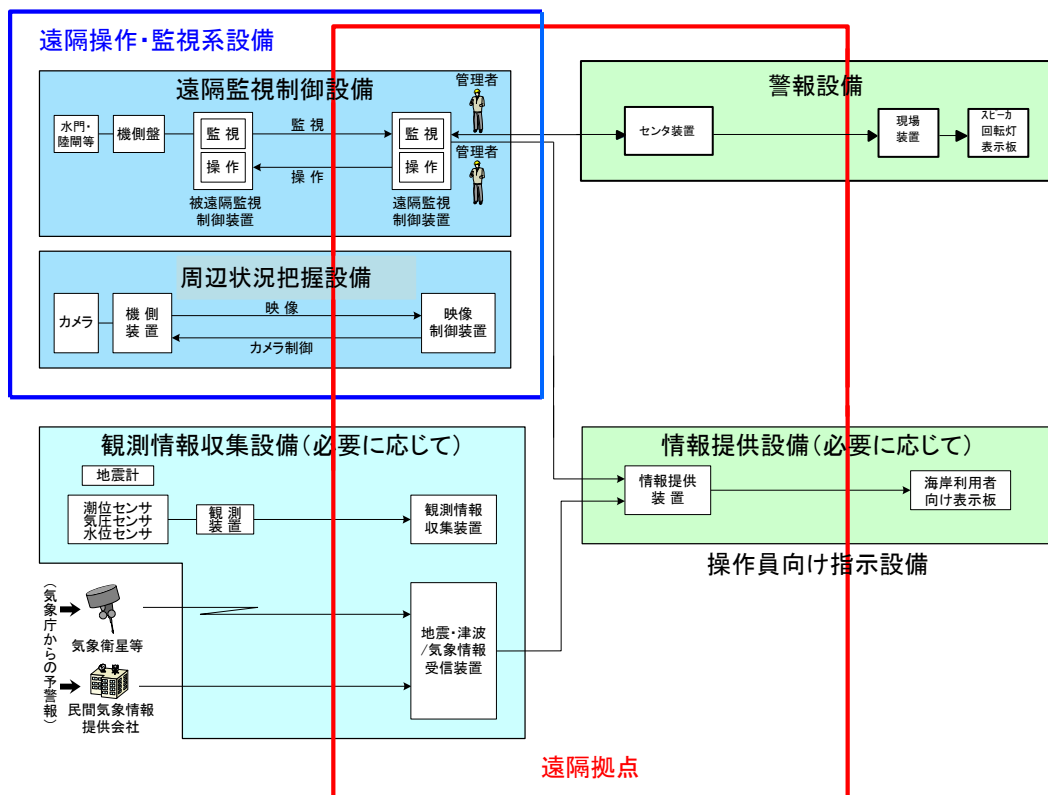 遠隔操作・監視系設備
遠隔監視制御設備
管理者
水門・
陸閘等
機側盤
監 視
操 作
被遠隔監視
制御装置
監 視
操 作
監 視
操 作
遠隔監視
制御装置
管理者
周辺状況把握設備
カメラ
機 側
装 置
映 像
カメラ制御
映像
制御装置
警報設備
センタ装置
現場
装置
スピーカ
回転灯
表示板
観測情報収集設備（必要に応じて）
地震計
潮位センサ
気圧センサ
水位センサ
観 測
装 置
観測情報
収集装置
（気象庁からの予警報）
気象衛星等
民間気象情報
提供会社
地震・津波
/気象情報
受信装置
情報提供設備（必要に応じて）
情報提供
装 置
海岸利用者
向け表示板
操作員向け指示設備
遠隔拠点